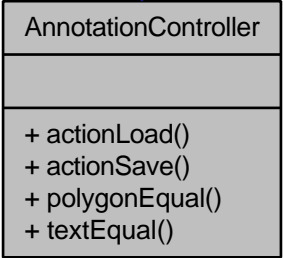 AnnotationController
+ actionLoad()
+ actionSave()
+ polygonEqual()
+ textEqual()